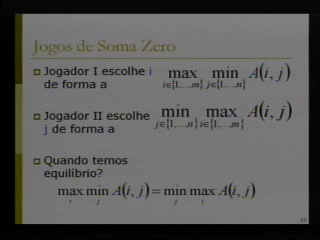 Jogos de Soma Zero
Jogador I escolhe i
de forma a
max min A(i, j)
i∈{1,...,m} j∈{1,...,n}
Jogador II escolhe
j de forma a
min max A(i, j)
j∈{1,...,n} i∈{1,...,m}
Quando temos
equilíbrio?
max min A(i, j) = min max A(i, j)
i j j i